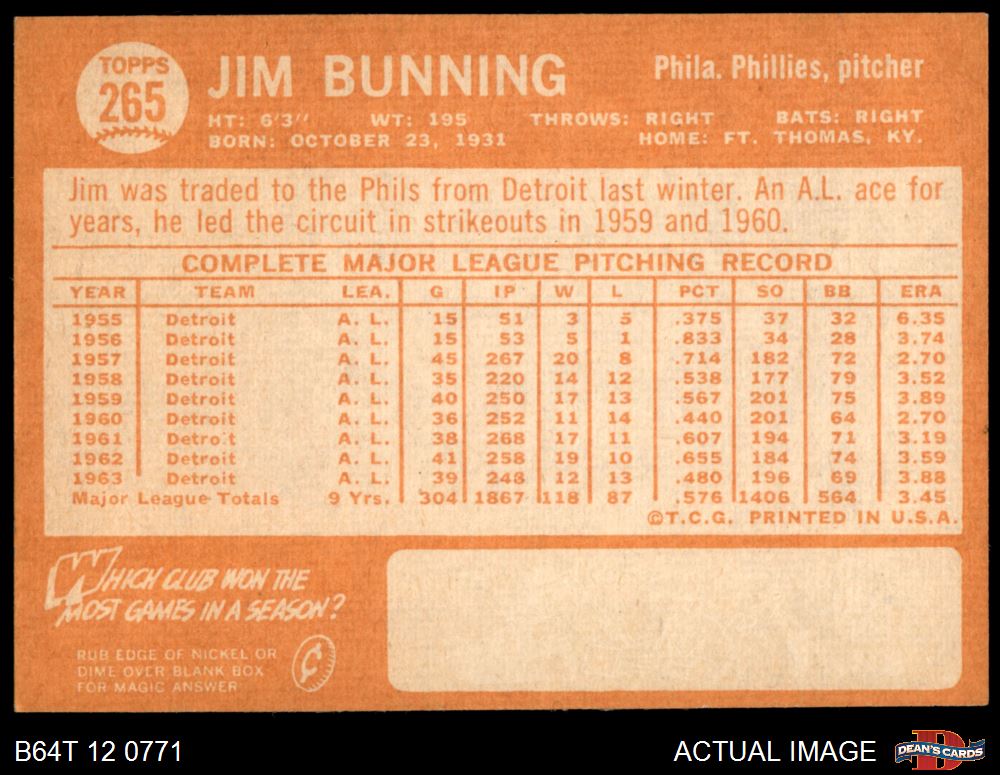 TOPPS
265
JIM BUNNING
Phila. Phillies, pitcher
HT: 6'3" WT: 195 THROWS: RIGHT BATS: RIGHT
BORN: OCTOBER 23, 1931 HOME: FT. THOMAS, KY.
Jim was traded to the Phils from Detroit last winter. An A.L. ace for
years, he led the circuit in strikeouts in 1959 and 1960.
COMPLETE MAJOR LEAGUE PITCHING RECORD
YEAR TEAM LEA. G IP W L PCT SO BB ERA
1955 Detroit A. L. 15 51 3 5 .375 37 32 6.35
1956 Detroit A. L. 15 53 5 1 .833 34 28 3.74
1957 Detroit A. L. 45 267 20 8 .714 182 72 2.70
1958 Detroit A. L. 35 220 14 12 .538 177 79 3.52
1959 Detroit A. L. 40 250 17 13 .567 201 75 3.89
1960 Detroit A. L. 36 252 11 14 .440 201 64 2.70
1961 Detroit A. L. 38 268 17 11 .607 194 71 3.19
1962 Detroit A. L. 41 258 19 10 .655 184 74 3.59
1963 Detroit A. L. 39 248 12 13 .480 196 69 3.88
Major League Totals 9 Yrs. 304 1867 118 87 .576 1406 564 3.45
©T.C.G. PRINTED IN U.S.A.
WHICH CLUB WON THE
MOST GAMES IN A SEASON?
RUB EDGE OF NICKEL OR
DIME OVER BLANK BOX
FOR MAGIC ANSWER
¢
B64T 12 0771
ACTUAL IMAGE
D
DEAN'S CARDS